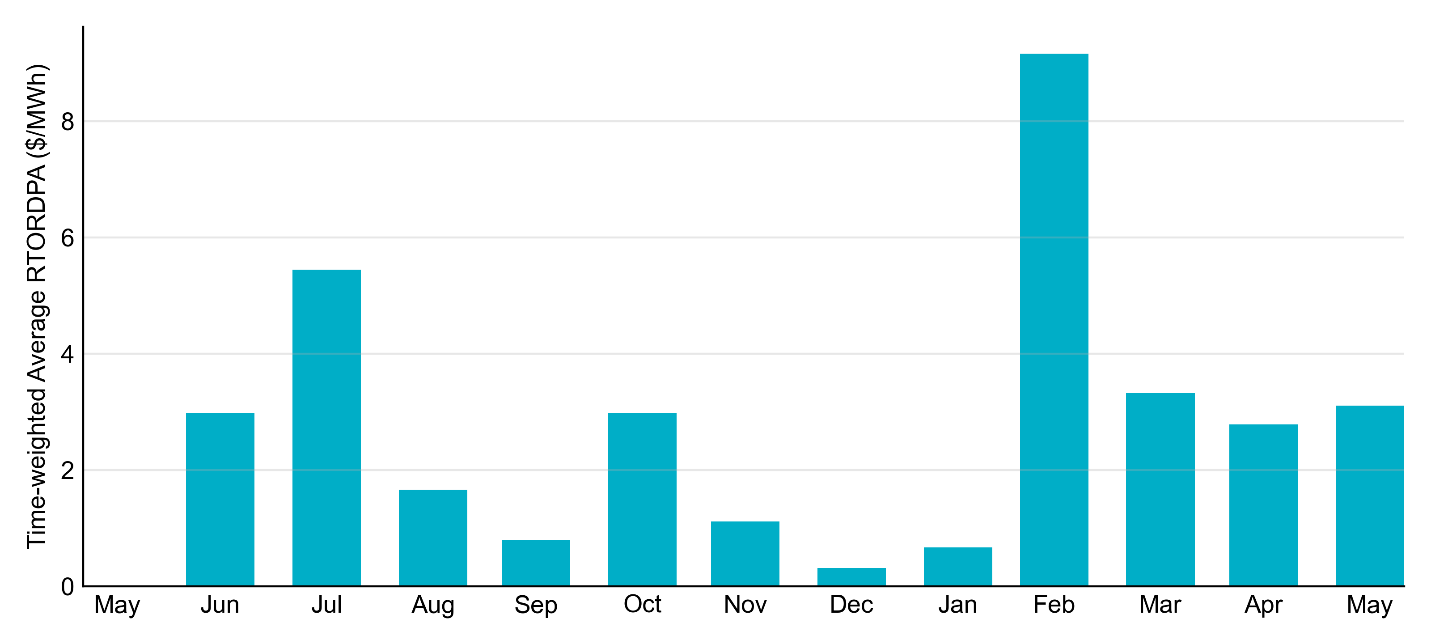 Time-weighted Average RTORDPA ($/MWh)
8
6
4
2
0
May Jun Jul Aug Sep Oct Nov Dec Jan Feb Mar Apr May